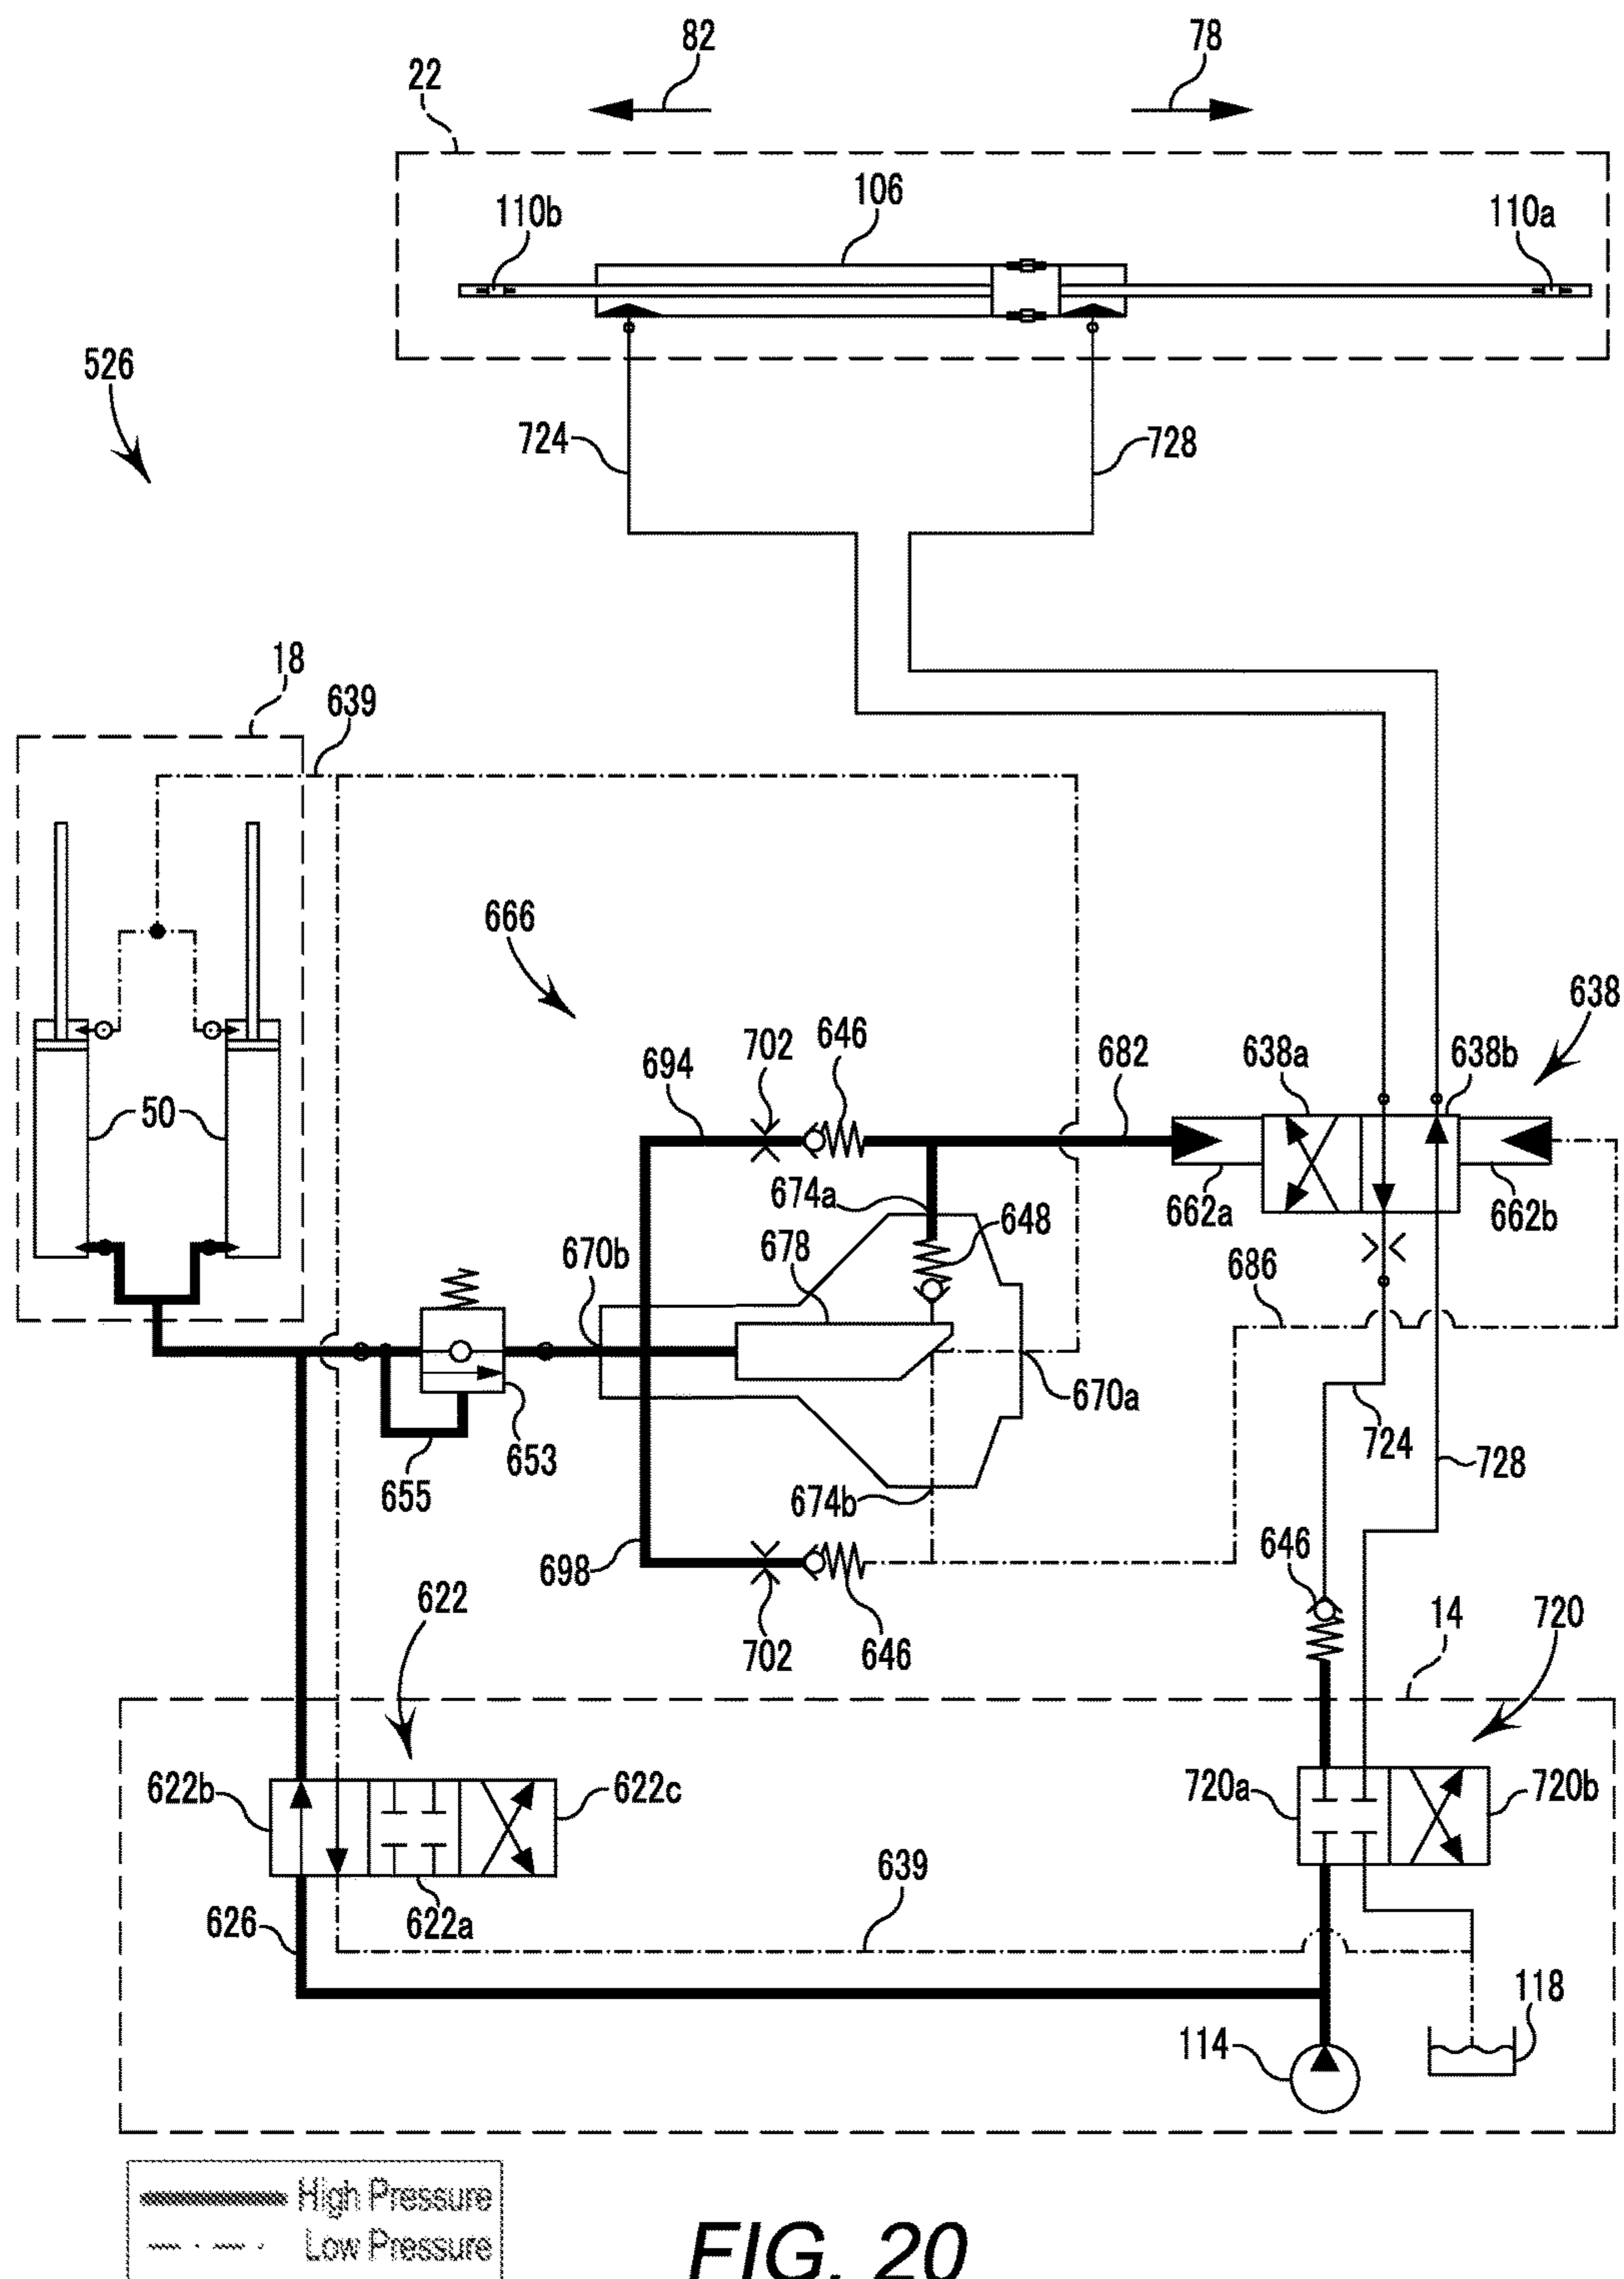 82
78
22
110b
106
110a
526
724
728
18
639
666
638
702
646
682
638a
638b
694
50
674a
648
662a
662b
670b
678
686
670a
724
728
653
655
674b
698
646
622
702
646
14
720
622b
622c
720a
720b
639
626
622a
118
114
High Pressure
Low Pressure
FIG. 20